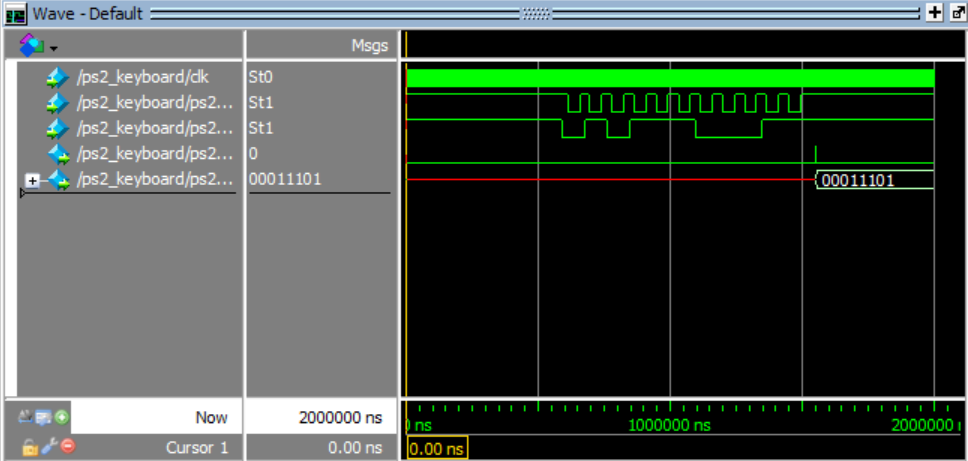 Wave - Default
Msgs
/ps2_keyboard/clk St0
/ps2_keyboard/ps2... St1
/ps2_keyboard/ps2... St1
/ps2_keyboard/ps2... 0
/ps2_keyboard/ps2... 00011101 00011101
Now 2000000 ns ns 1000000 ns 2000000
Cursor 1 0.00 ns 0.00 ns